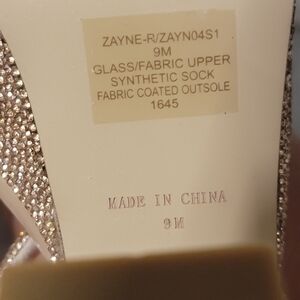 ZAYNE-R/ZAYN04S1
9M
GLASS/FABRIC UPPER
SYNTHETIC SOCK
FABRIC COATED OUTSOLE
1645
MADE IN CHINA
9M